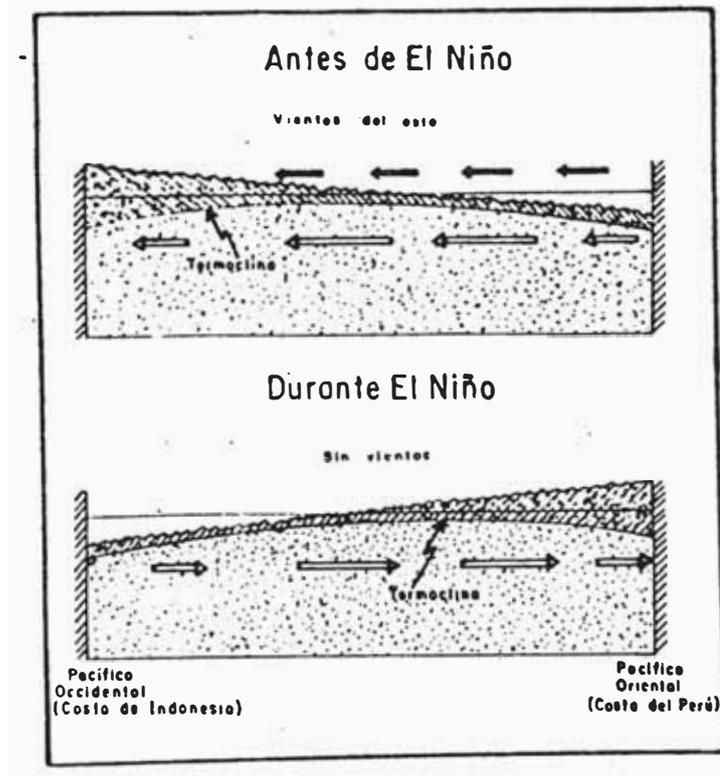 Antes de El Niño
Vientos del este
Termoclina
Durante El Niño
Sin vientos
Termoclina
Pacífico
Occidental
(Costa de Indonesia)
Pacífico
Oriental
(Costa del Perú)